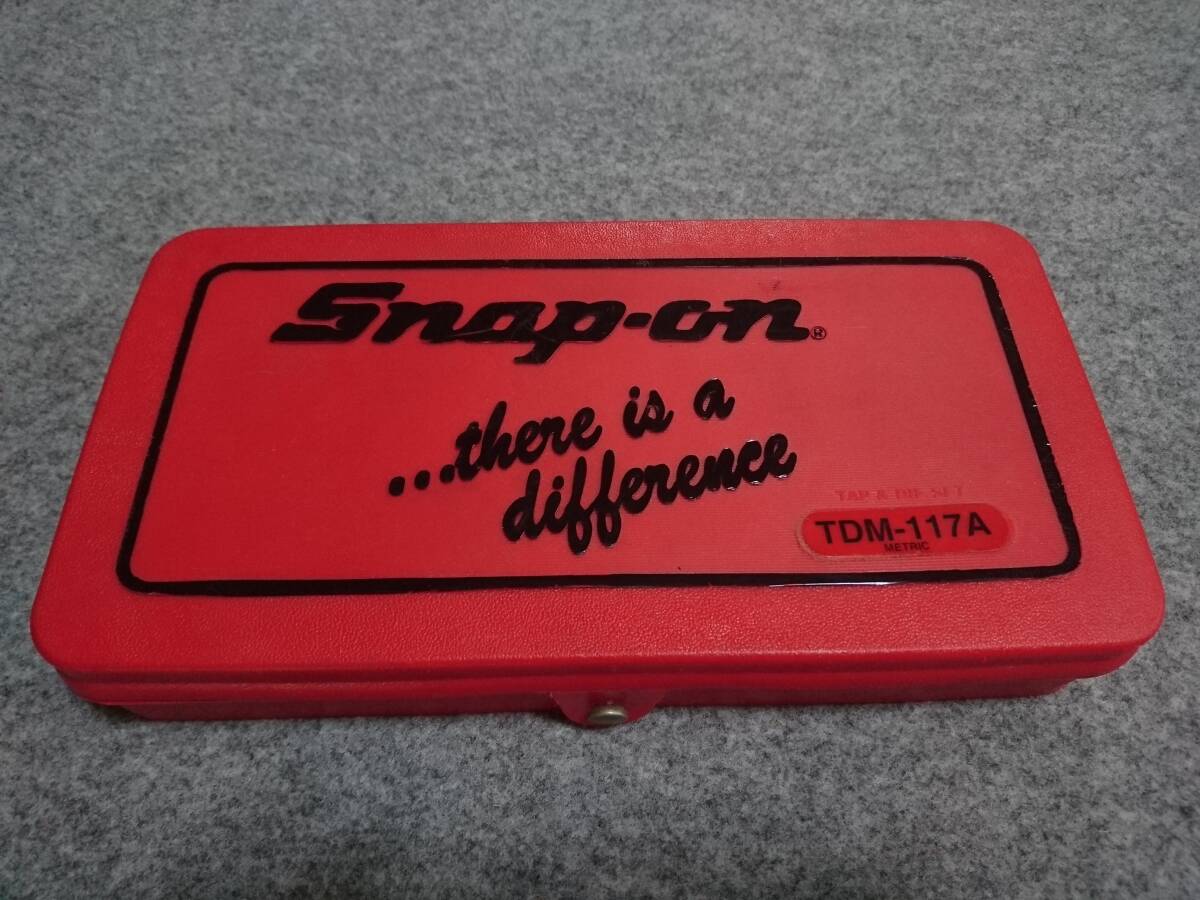 Snap-on®
...there is a
difference
TAP & DIE SET
TDM-117A
METRIC